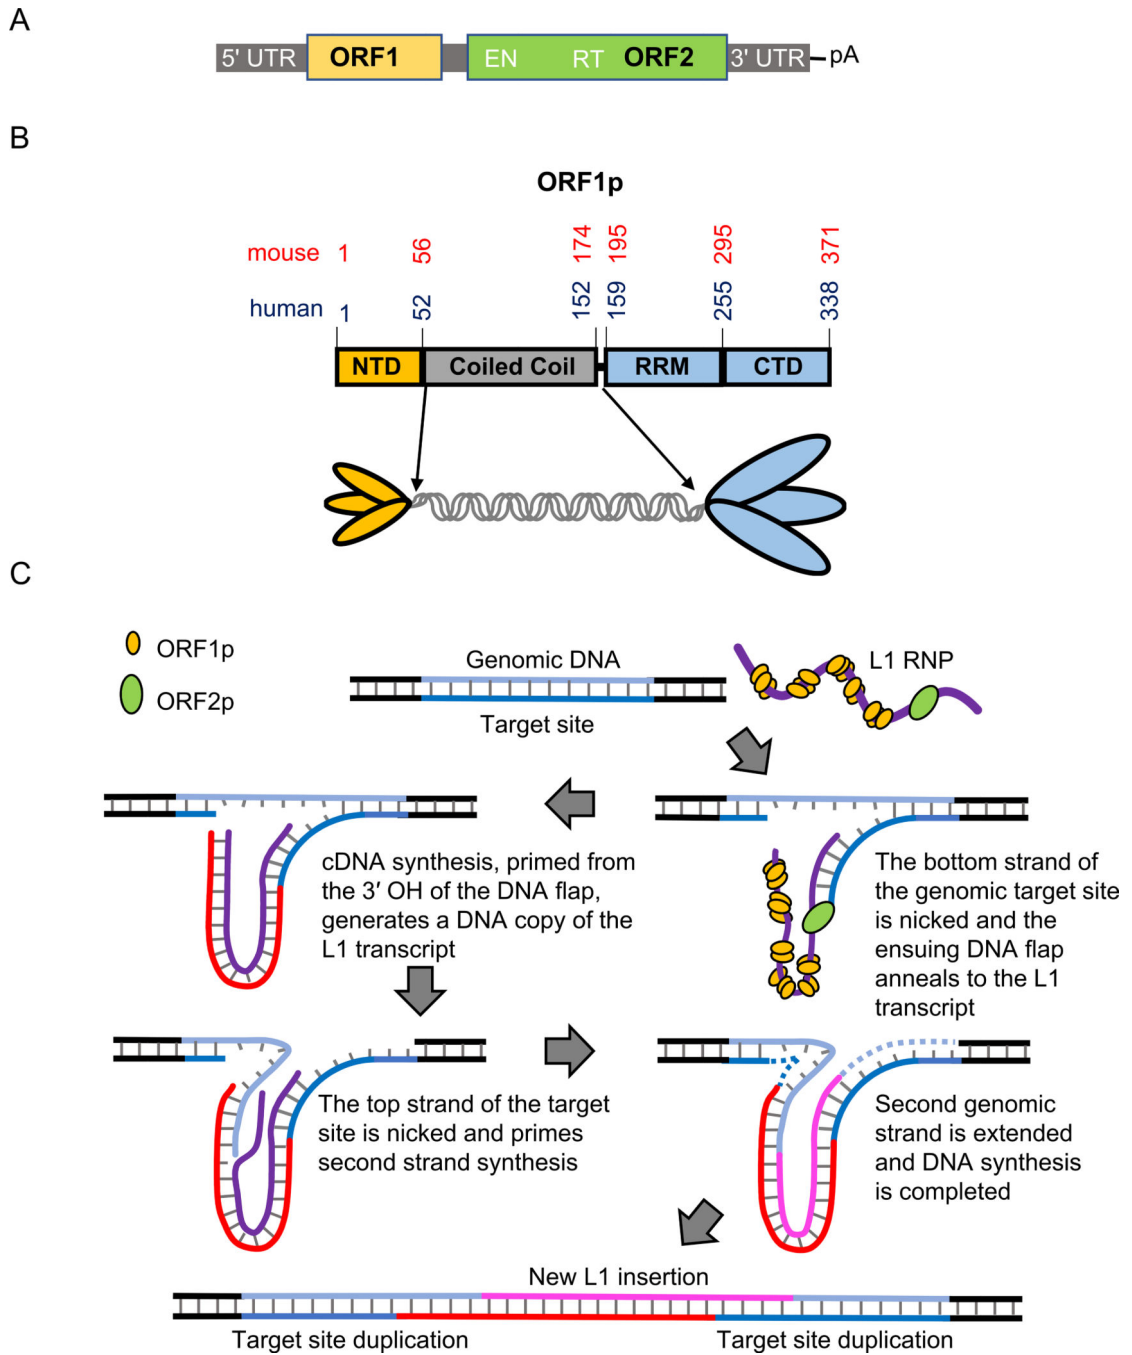 A
5' UTR ORF1 EN RT ORF2 3' UTR pA
B
ORF1p
mouse 1 56 174 195 295 371
human 1 52 152 159 255 338
NTD Coiled Coil RRM CTD
C
ORF1p
ORF2p
Genomic DNA
Target site
L1 RNP
The bottom strand of
the genomic target site
is nicked and the
ensuing DNA flap
anneals to the L1
transcript
cDNA synthesis, primed from
the 3′ OH of the DNA flap,
generates a DNA copy of the
L1 transcript
The top strand of the target
site is nicked and primes
second strand synthesis
Second genomic
strand is extended
and DNA synthesis
is completed
New L1 insertion
Target site duplication Target site duplication